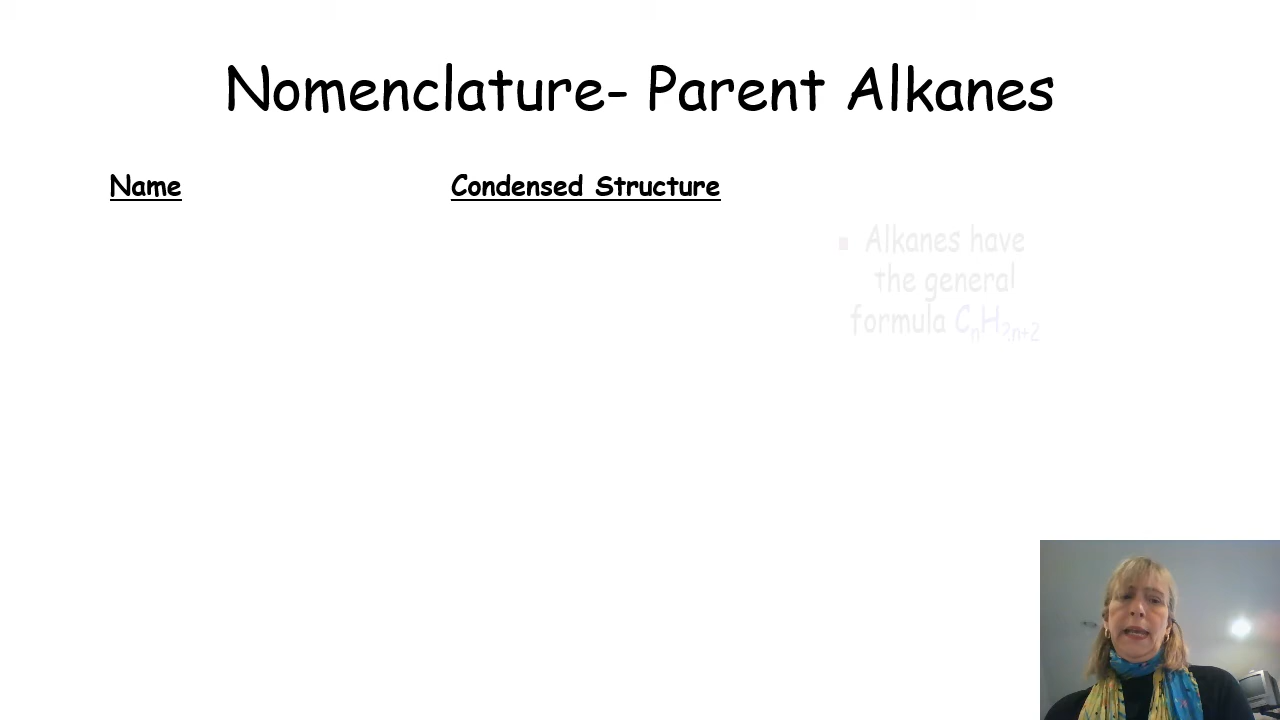 Nomenclature- Parent Alkanes
Name
Condensed Structure
▪ Alkanes have
the general
formula CₙH₂ₙ₊₂